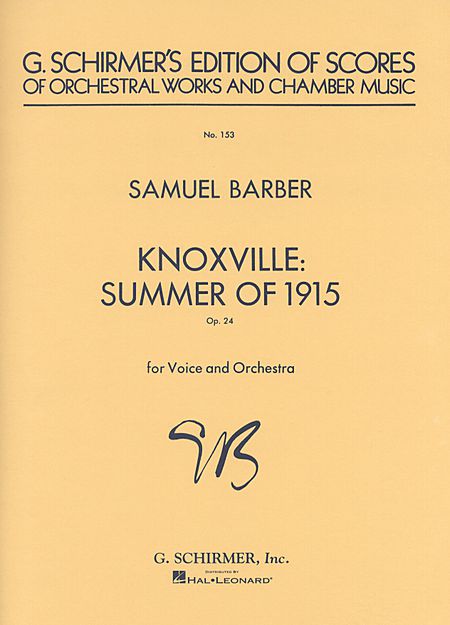 G. SCHIRMER'S EDITION OF SCORES
OF ORCHESTRAL WORKS AND CHAMBER MUSIC
No. 153
SAMUEL BARBER
KNOXVILLE:
SUMMER OF 1915
Op. 24
for Voice and Orchestra
SB
G. SCHIRMER, Inc.
DISTRIBUTED BY
HAL•LEONARD®